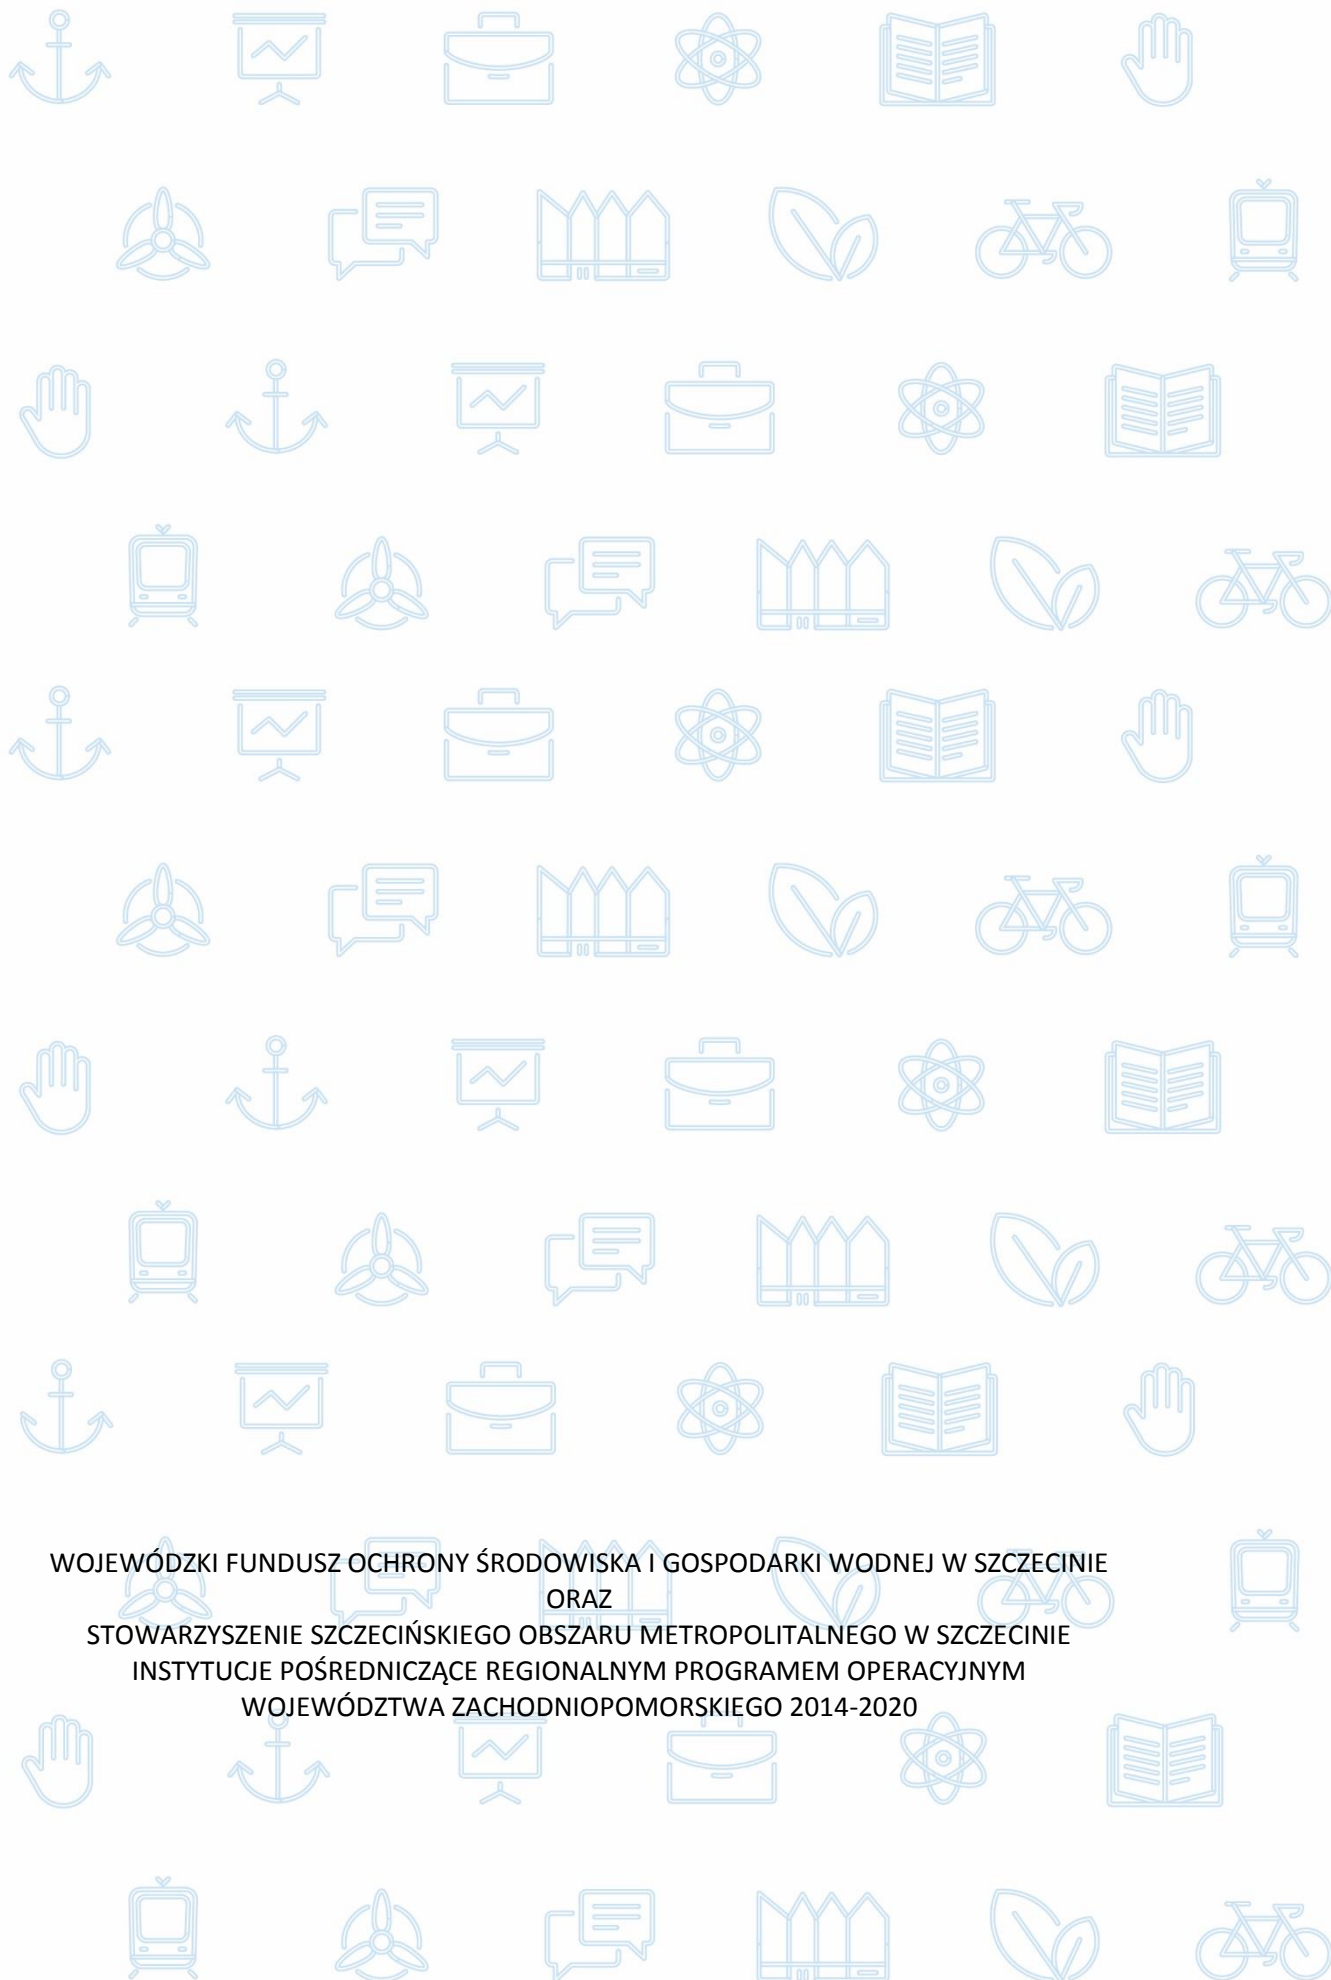 WOJEWÓDZKI FUNDUSZ OCHRONY ŚRODOWISKA I GOSPODARKI WODNEJ W SZCZECINIE
ORAZ
STOWARZYSZENIE SZCZECIŃSKIEGO OBSZARU METROPOLITALNEGO W SZCZECINIE
INSTYTUCJE POŚREDNICZĄCE REGIONALNYM PROGRAMEM OPERACYJNYM
WOJEWÓDZTWA ZACHODNIOPOMORSKIEGO 2014-2020